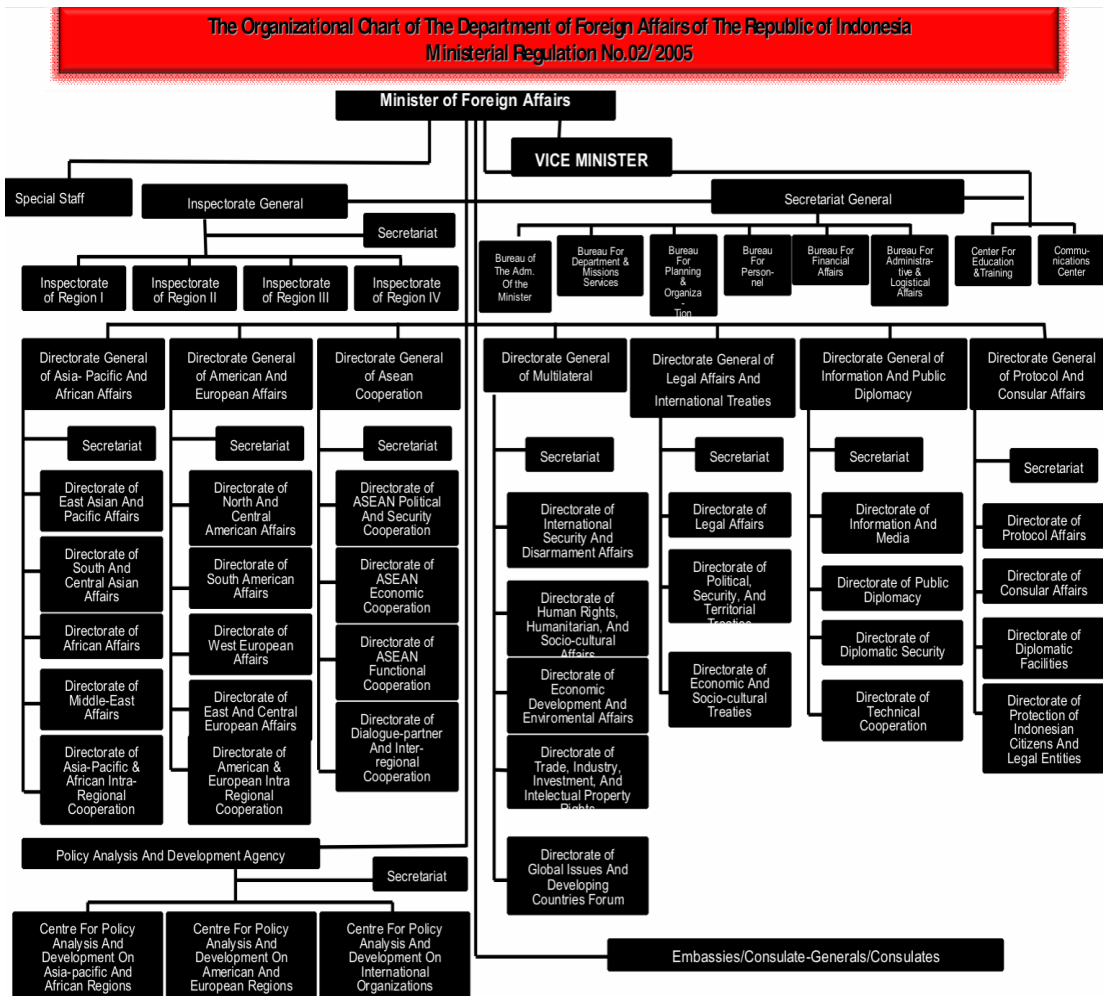 The Organizational Chart of The Department of Foreign Affairs of The Republic of Indonesia
Ministerial Regulation No.02/ 2005
Minister of Foreign Affairs
VICE MINISTER
Special Staff
Inspectorate General
Secretariat General
Secretariat
Inspectorate
of Region I
Inspectorate
of Region II
Inspectorate
of Region III
Inspectorate
of Region IV
Bureau of
The Adm.
Of the
Minister
Bureau For
Department &
Missions
Services
Bureau
For
Planning
&
Organiza
-
Tion
Bureau
For
Person-
nel
Bureau For
Financial
Affairs
Bureau For
Administra-
tive &
Logistical
Affairs
Center For
Education
&Training
Commu-
nications
Center
Directorate General
of Asia- Pacific And
African Affairs
Directorate General
of American And
European Affairs
Directorate General
of Asean
Cooperation
Directorate General
of Multilateral
Directorate General of
Legal Affairs And
International Treaties
Directorate General of
Information And Public
Diplomacy
Directorate General
of Protocol And
Consular Affairs
Secretariat
Directorate of
East Asian And
Pacific Affairs
Directorate of
South And
Central Asian
Affairs
Directorate of
African Affairs
Directorate of
Middle-East
Affairs
Directorate of
Asia-Pacific &
African Intra-
Regional
Cooperation
Secretariat
Directorate of
North And
Central
American Affairs
Directorate of
South American
Affairs
Directorate of
West European
Affairs
Directorate of
East And Central
European Affairs
Directorate of
American &
European Intra
Regional
Cooperation
Secretariat
Directorate of
ASEAN Political
And Security
Cooperation
Directorate of
ASEAN
Economic
Cooperation
Directorate of
ASEAN
Functional
Cooperation
Directorate of
Dialogue-partner
And Inter-
regional
Cooperation
Secretariat
Directorate of
International
Security And
Disarmament Affairs
Directorate of
Human Rights,
Humanitarian, And
Socio-cultural
Affairs
Directorate of
Economic
Development And
Enviromental Affairs
Directorate of
Trade, Industry,
Investment, And
Intelectual Property
Rights
Directorate of
Global Issues And
Developing
Countries Forum
Secretariat
Directorate of
Legal Affairs
Directorate of
Political,
Security, And
Territorial
Treaties
Directorate of
Economic And
Socio-cultural
Treaties
Secretariat
Directorate of
Information And
Media
Directorate of Public
Diplomacy
Directorate of
Diplomatic Security
Directorate of
Technical
Cooperation
Secretariat
Directorate of
Protocol Affairs
Directorate of
Consular Affairs
Directorate of
Diplomatic
Facilities
Directorate of
Protection of
Indonesian
Citizens And
Legal Entities
Policy Analysis And Development Agency
Secretariat
Centre For Policy
Analysis And
Development On
Asia-pacific And
African Regions
Centre For Policy
Analysis And
Development On
American And
European Regions
Centre For Policy
Analysis And
Development On
International
Organizations
Embassies/Consulate-Generals/Consulates